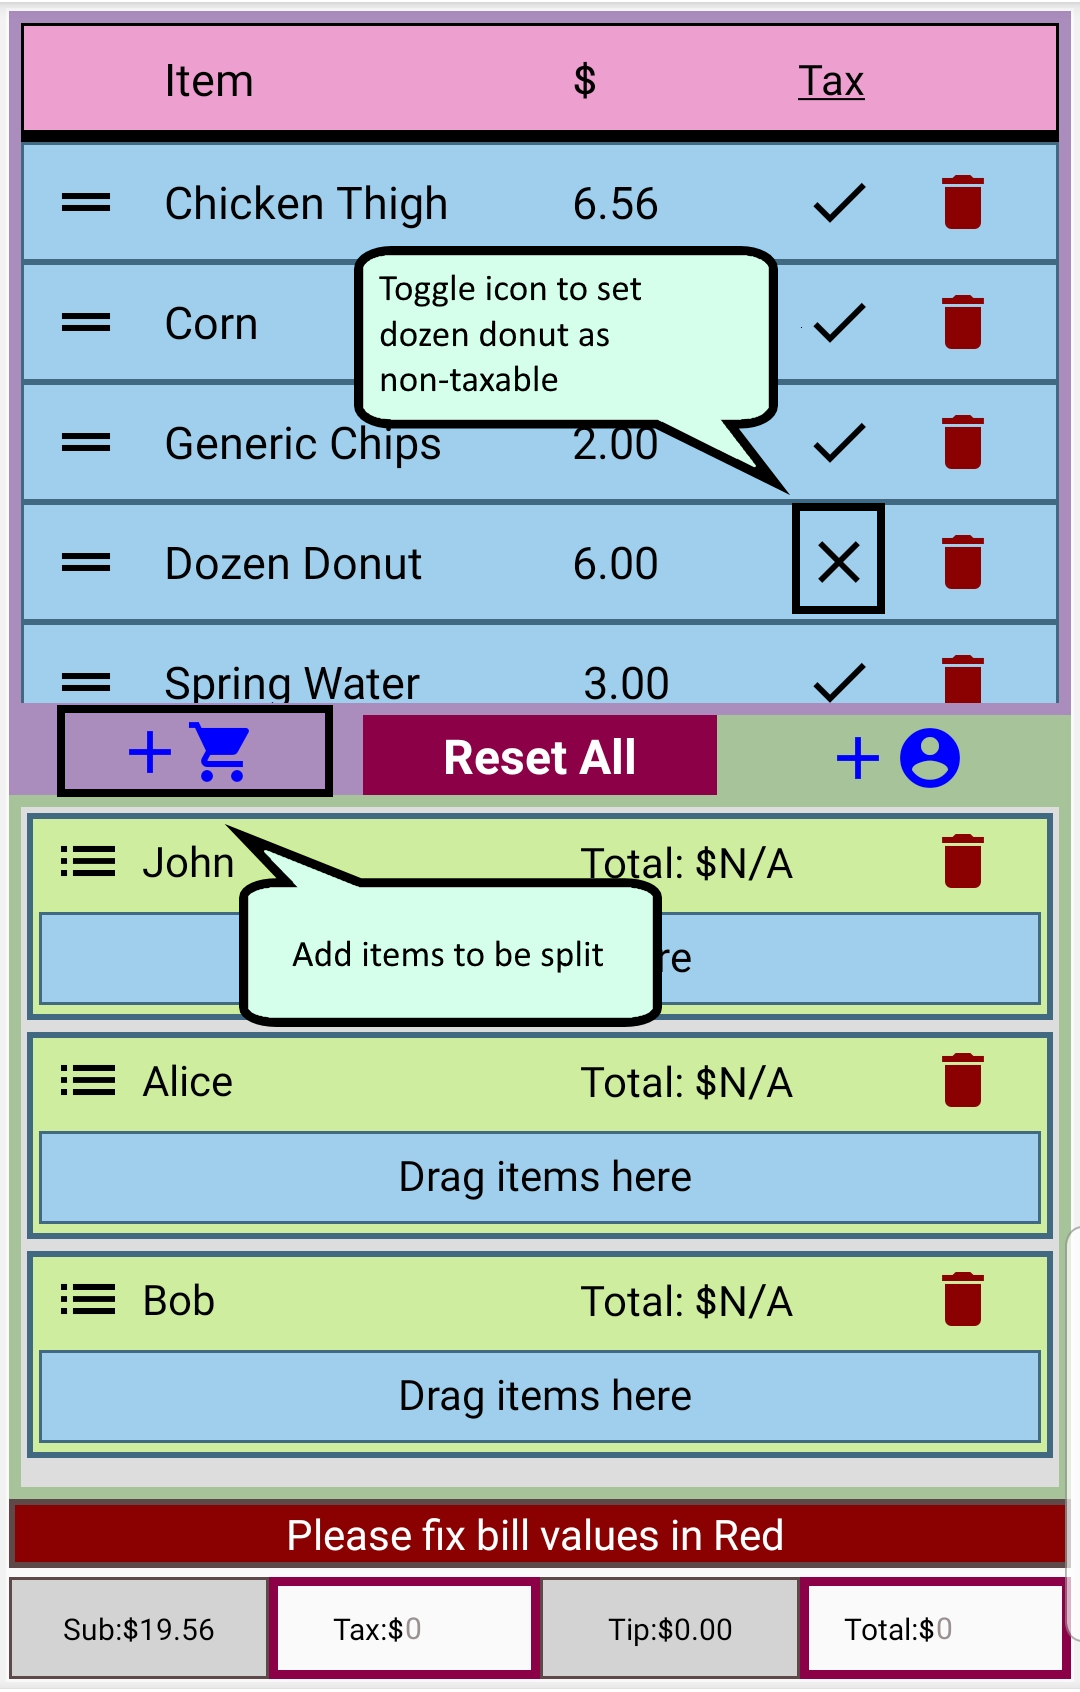 Item $ Tax
Chicken Thigh 6.56
Toggle icon to set
dozen donut as
non-taxable
Corn
Generic Chips 2.00
Dozen Donut 6.00
Spring Water 3.00
+ Reset All +
John Total: $N/A
Add items to be split
re
Alice Total: $N/A
Drag items here
Bob Total: $N/A
Drag items here
Please fix bill values in Red
Sub:$19.56 Tax:$0 Tip:$0.00 Total:$0